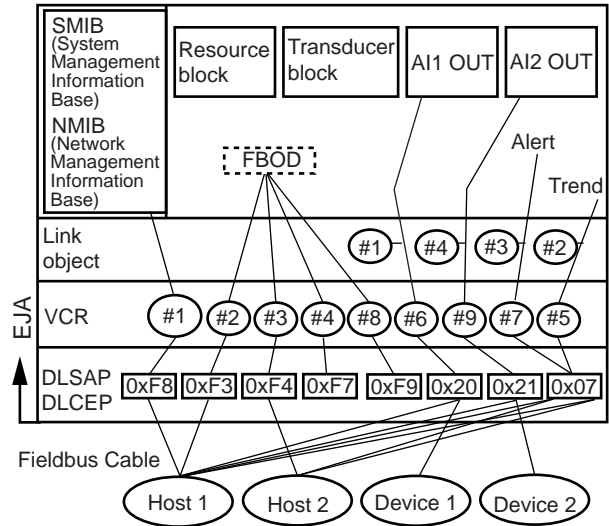 SMIB
(System
Management
Information
Base)
NMIB
(Network
Management
Information
Base)
Resource
block
Transducer
block
AI1 OUT
AI2 OUT
FBOD
Alert
Trend
Link
object
#1
#4
#3
#2
EJA
VCR
#1
#2
#3
#4
#8
#6
#9
#7
#5
DLSAP
DLCEP
0xF8
0xF3
0xF4
0xF7
0xF9
0x20
0x21
0x07
Fieldbus Cable
Host 1
Host 2
Device 1
Device 2